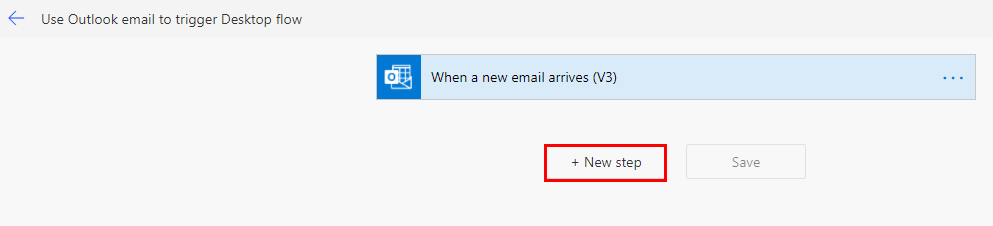 Use Outlook email to trigger Desktop flow
When a new email arrives (V3)
+ New step
Save